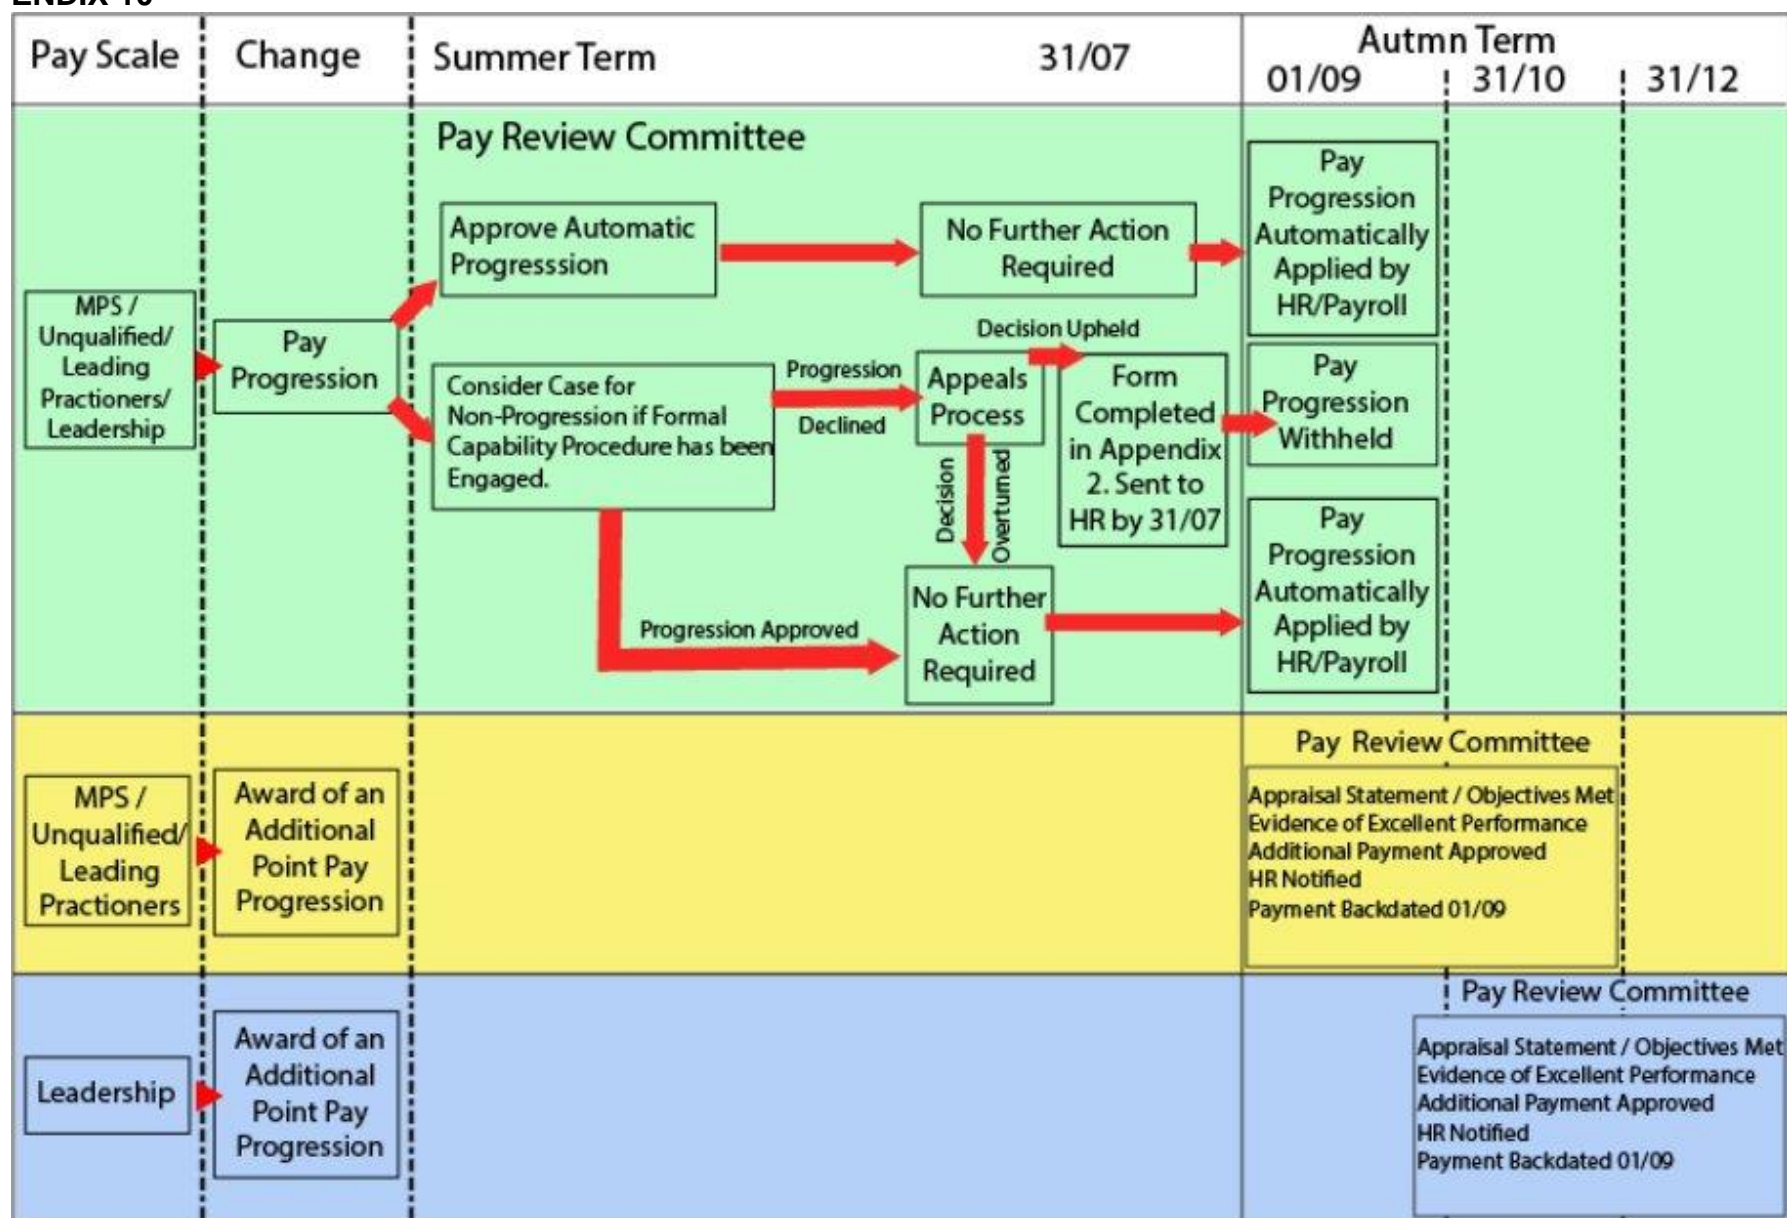 ENDIX 10
Pay Scale
Change
Summer Term
31/07
Autmn Term
01/09
31/10
31/12
Pay Review Committee
MPS /
Unqualified/
Leading
Practioners/
Leadership
Pay
Progression
Approve Automatic
Progresssion
No Further Action
Required
Pay
Progression
Automatically
Applied by
HR/Payroll
Consider Case for
Non-Progression if Formal
Capability Procedure has been
Engaged.
Progression
Declined
Appeals
Process
Decision Upheld
Form
Completed
in Appendix
2. Sent to
HR by 31/07
Pay
Progression
Withheld
Decision
Overturned
Progression Approved
No Further
Action
Required
Pay
Progression
Automatically
Applied by
HR/Payroll
MPS /
Unqualified/
Leading
Practioners
Award of an
Additional
Point Pay
Progression
Pay Review Committee
Appraisal Statement / Objectives Met
Evidence of Excellent Performance
Additional Payment Approved
HR Notified
Payment Backdated 01/09
Leadership
Award of an
Additional
Point Pay
Progression
Pay Review Committee
Appraisal Statement / Objectives Met
Evidence of Excellent Performance
Additional Payment Approved
HR Notified
Payment Backdated 01/09